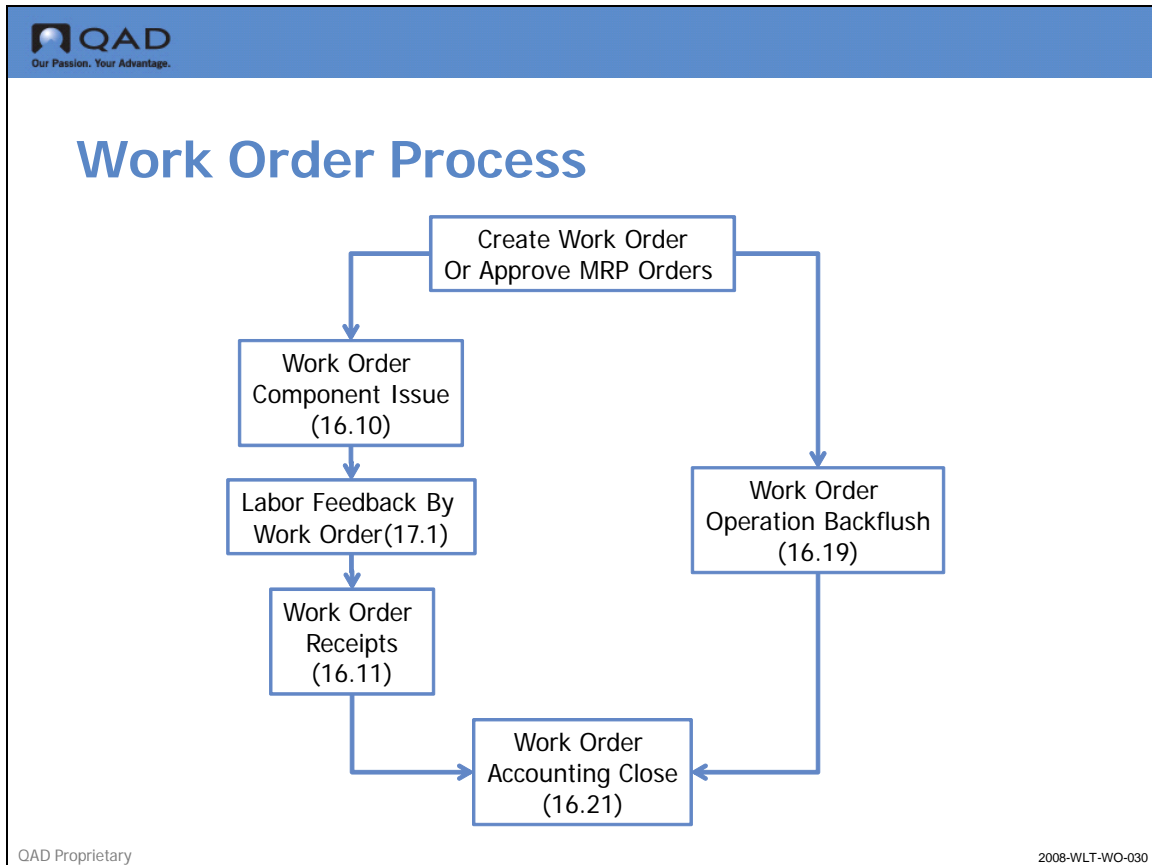 QAD
Our Passion. Your Advantage.
Work Order Process
Create Work Order
Or Approve MRP Orders
Work Order
Component Issue
(16.10)
Labor Feedback By
Work Order(17.1)
Work Order
Receipts
(16.11)
Work Order
Operation Backflush
(16.19)
Work Order
Accounting Close
(16.21)
QAD Proprietary
2008-WLT-WO-030